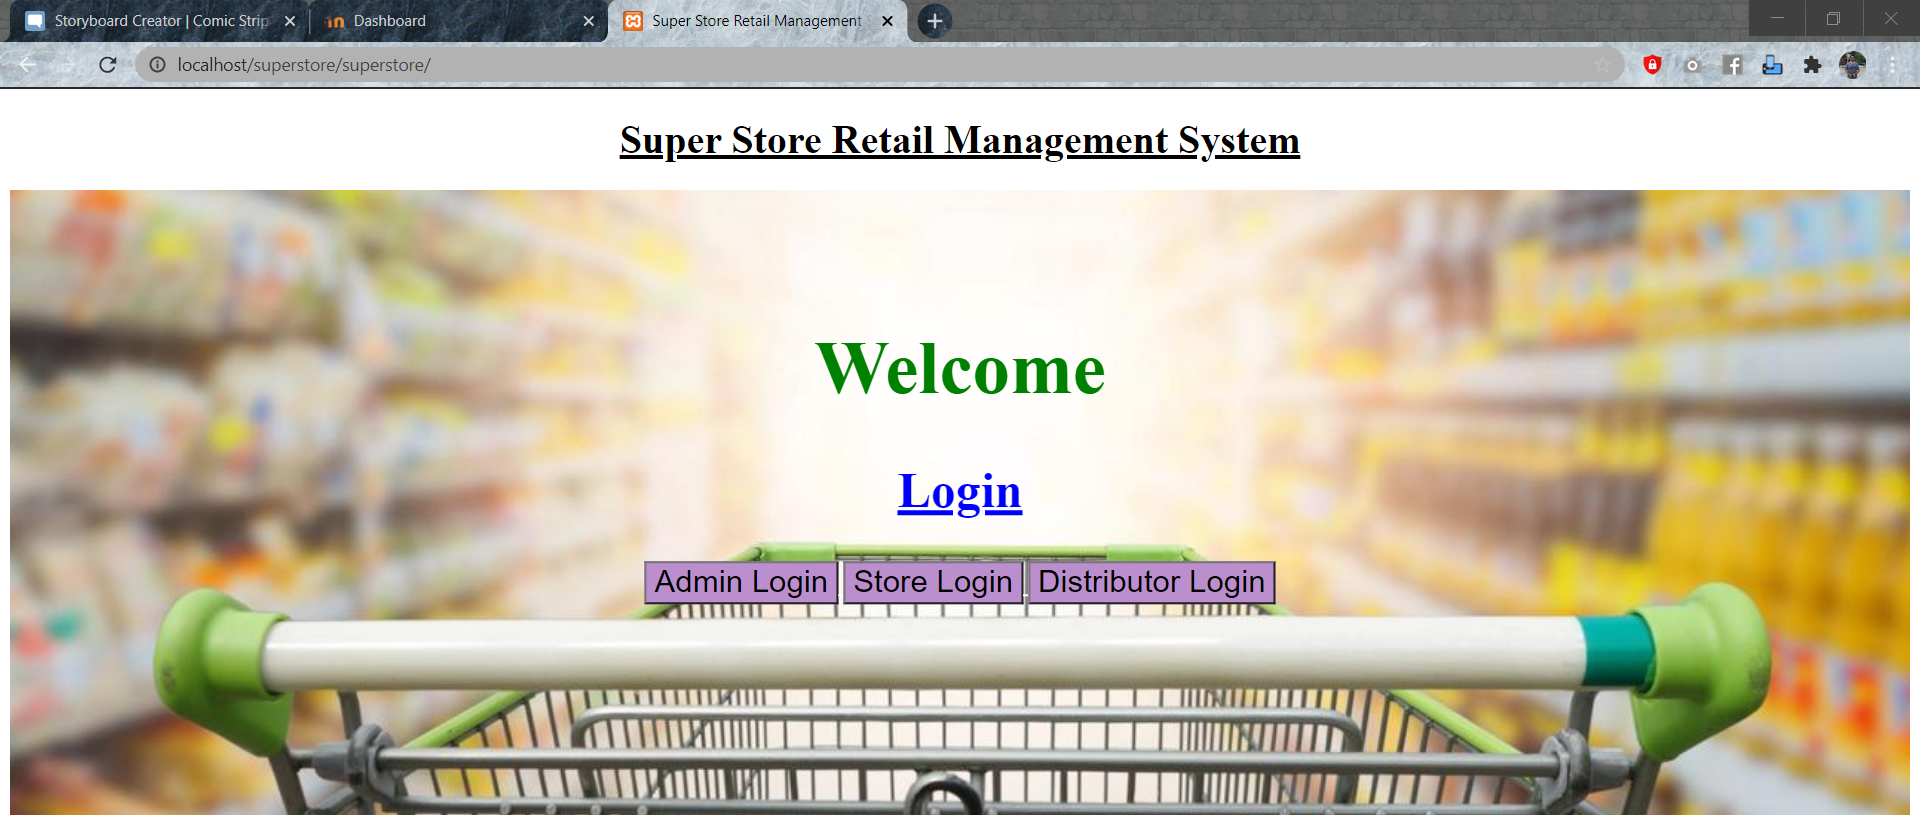 Storyboard Creator | Comic Strip
Dashboard
Super Store Retail Management
localhost/superstore/superstore/
Super Store Retail Management System
Welcome
Login
Admin Login Store Login Distributor Login